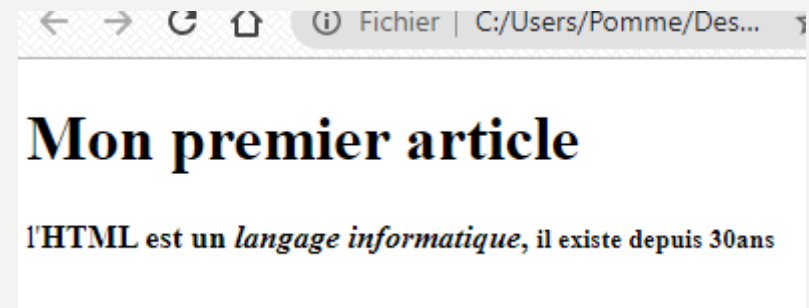 Fichier | C:/Users/Pomme/Des...
Mon premier article
l'HTML est un langage informatique, il existe depuis 30ans